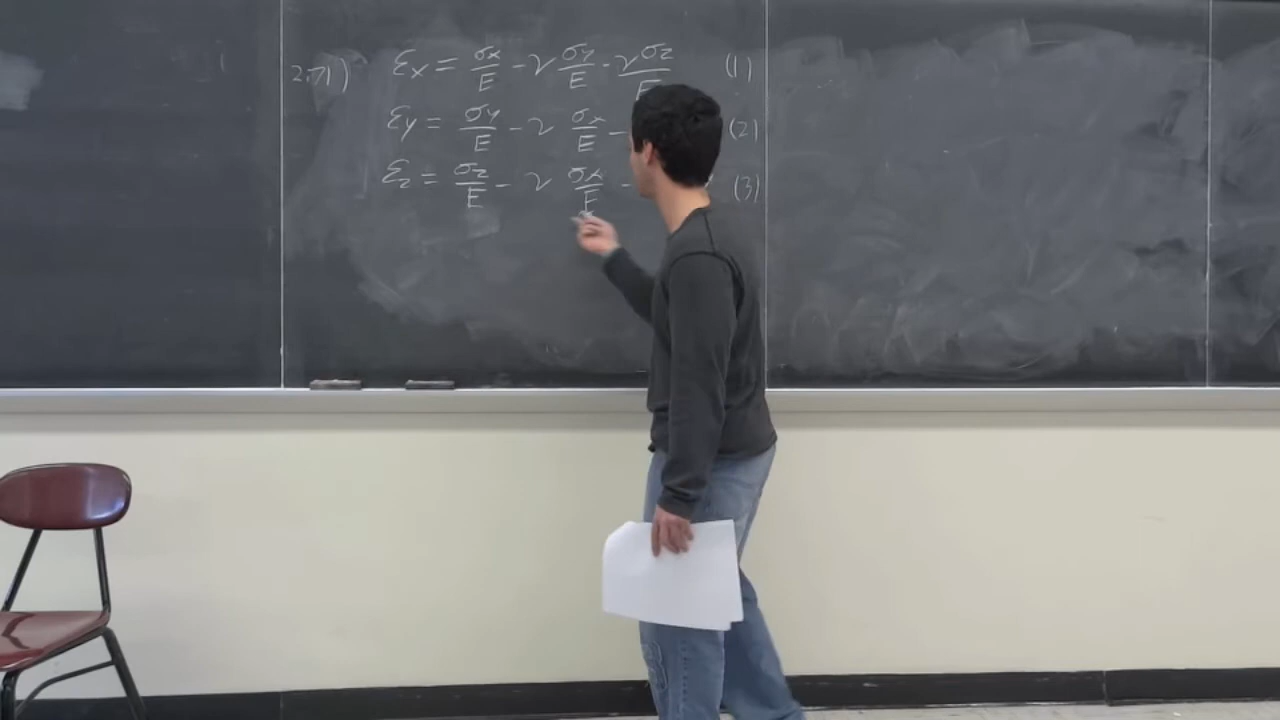 2.71) εx = σx/E - ν σy/E - ν σz/E (1)
εy = σy/E - ν σx/E - (2)
εz = σz/E - ν σx/E - (3)